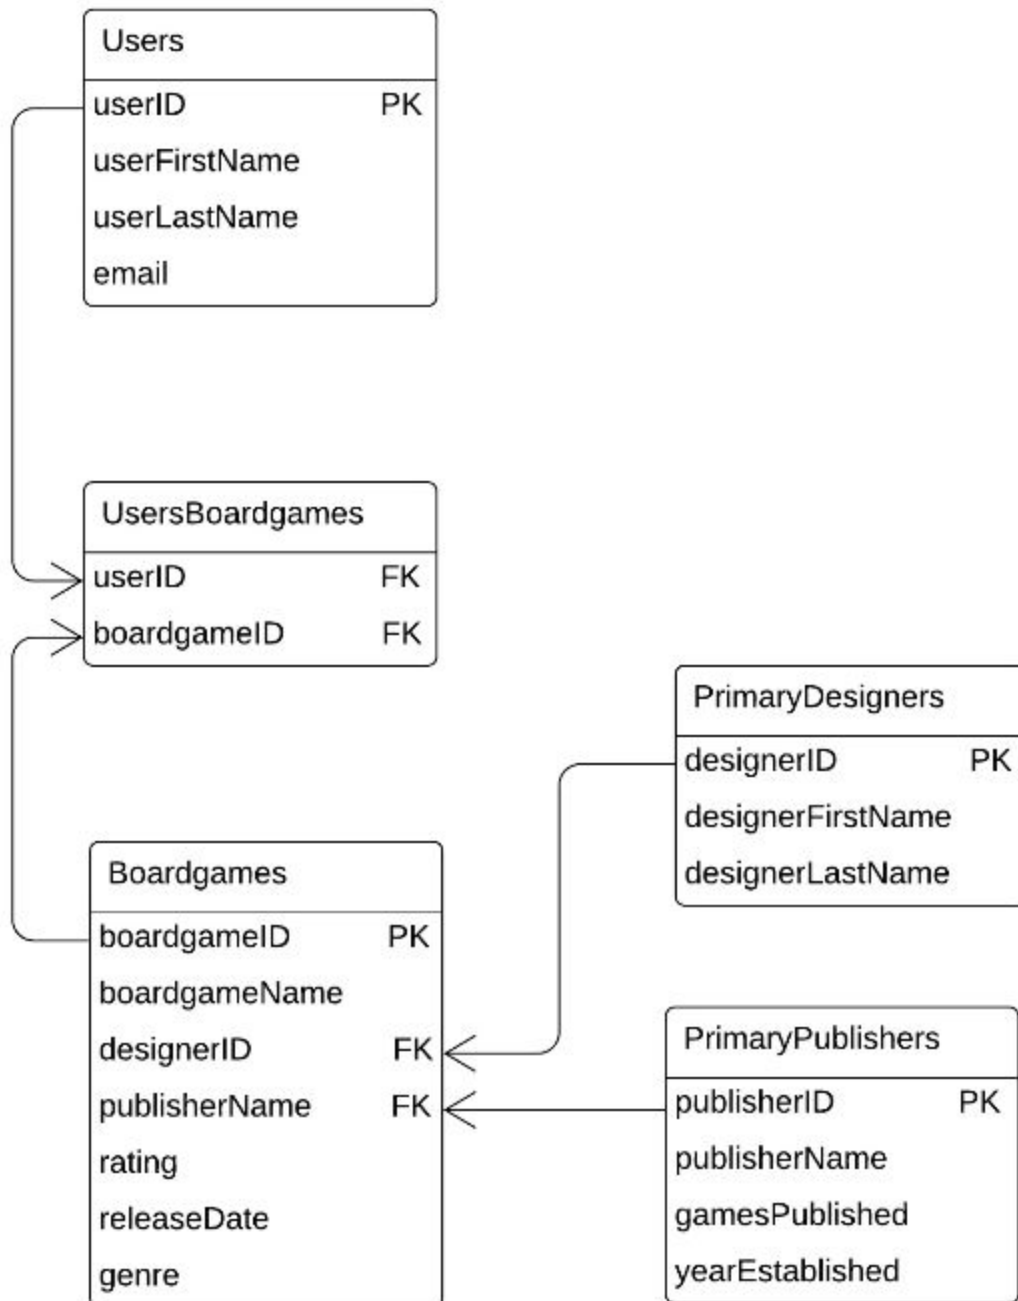 Users
userID PK
userFirstName
userLastName
email
UsersBoardgames
userID FK
boardgameID FK
PrimaryDesigners
designerID PK
designerFirstName
designerLastName
Boardgames
boardgameID PK
boardgameName
designerID FK
publisherName FK
rating
releaseDate
genre
PrimaryPublishers
publisherID PK
publisherName
gamesPublished
yearEstablished